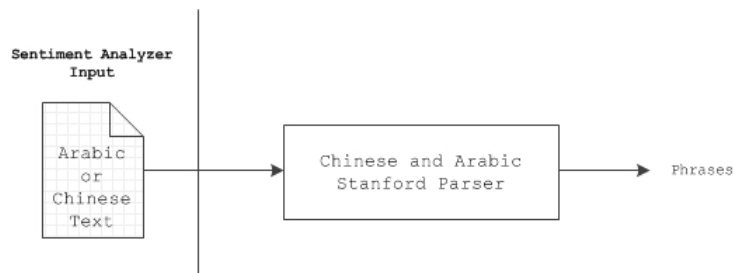 Sentiment Analyzer
Input
Arabic
or
Chinese
Text
Chinese and Arabic
Stanford Parser
Phrases